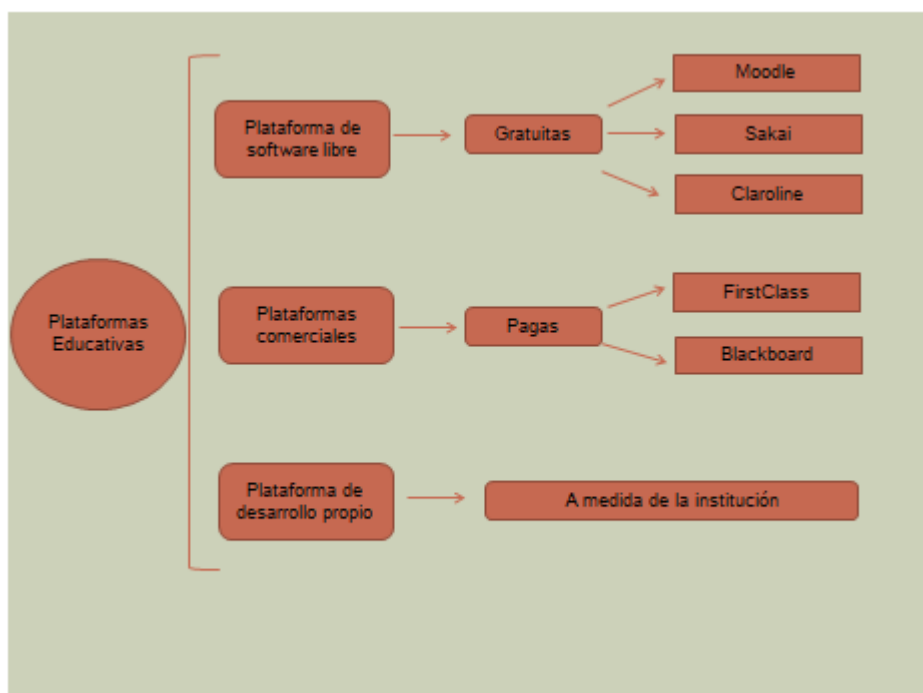 Plataformas
Educativas
Plataforma de
software libre
Gratuitas
Moodle
Sakai
Claroline
Plataformas
comerciales
Pagas
FirstClass
Blackboard
Plataforma de
desarrollo propio
A medida de la institución